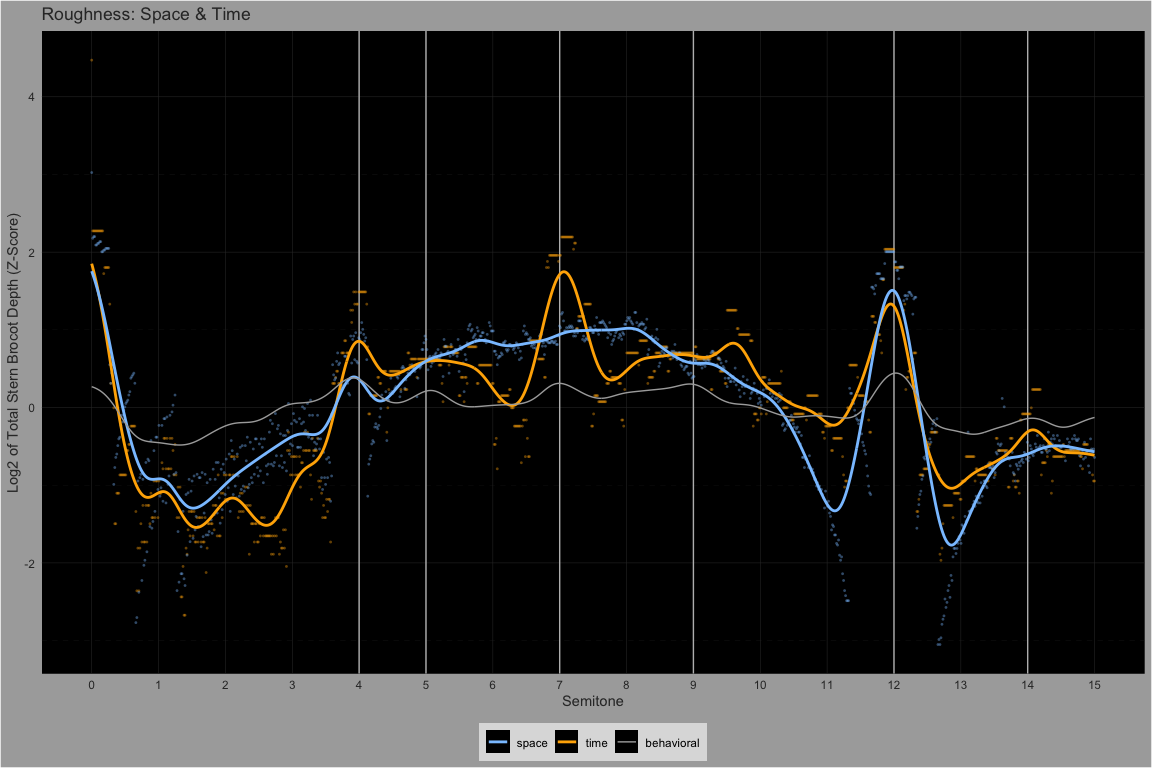 Roughness: Space & Time
Log2 of Total Stern Brocot Depth (Z-Score)
4
2
0
-2
0 1 2 3 4 5 6 7 8 9 10 11 12 13 14 15
Semitone
space time behavioral